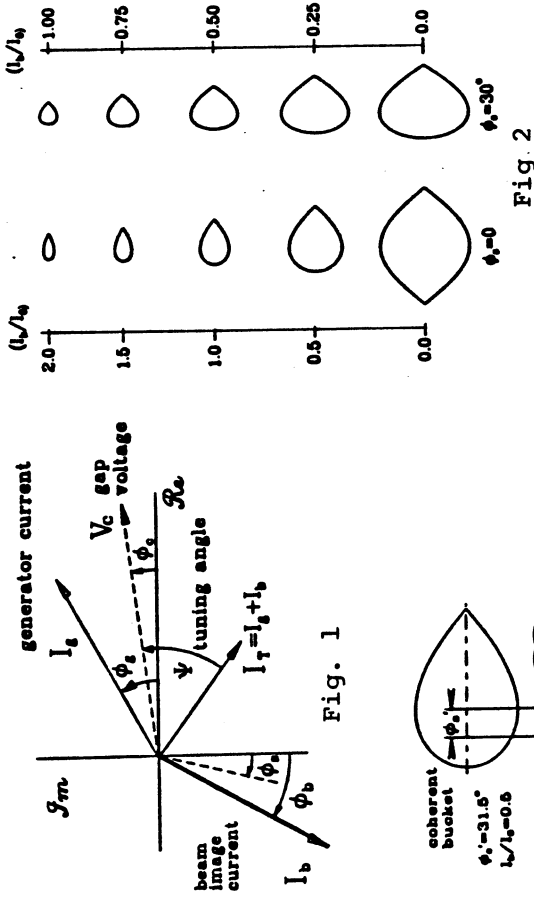 ℐm
generator current
I_g
V_c gap
voltage
ϕ_g
ϕ_c
ℛe
Ψ
tuning angle
I_T=I_g+I_b
beam
image
current
ϕ_s
ϕ_b
I_b
Fig. 1
(I_b/I_0)
2.0
1.5
1.0
0.5
0.0
ϕ_s=0
(I_b/I_0)
1.00
0.75
0.50
0.25
0.0
ϕ_s=30°
Fig. 2
coherent
bucket
ϕ_s'
ϕ_s'=31.5°
I_b/I_0=0.5